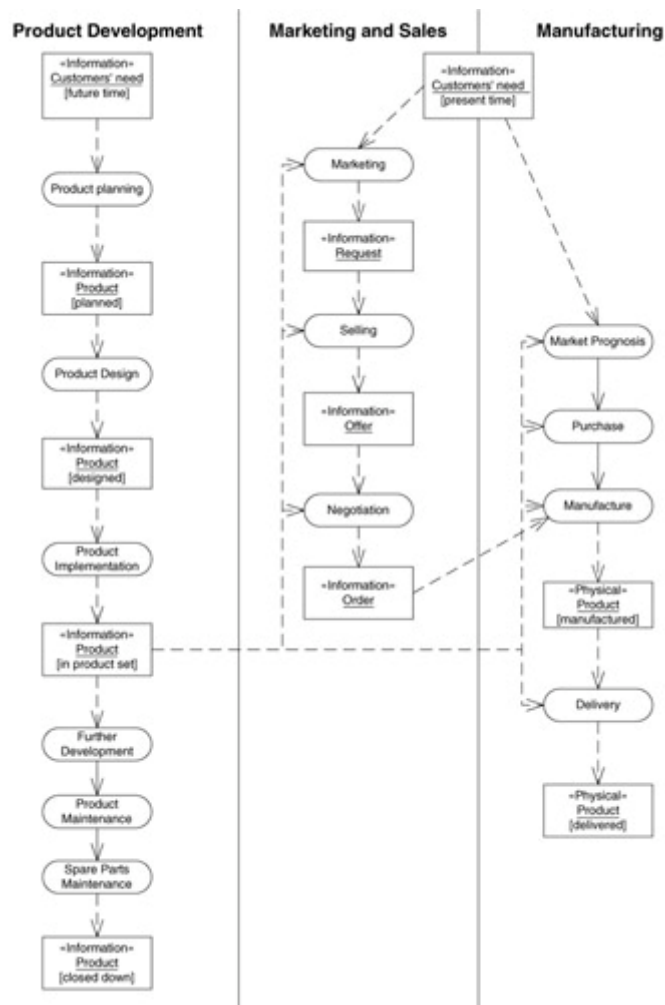 Product Development
«Information»
Customers' need
[future time]
Product planning
«Information»
Product
[planned]
Product Design
«Information»
Product
[designed]
Product
Implementation
«Information»
Product
[in product set]
Further
Development
Product
Maintenance
Spare Parts
Maintenance
«Information»
Product
[closed down]
Marketing and Sales
«Information»
Customers' need
[present time]
Marketing
«Information»
Request
Selling
«Information»
Offer
Negotiation
«Information»
Order
Manufacturing
Market Prognosis
Purchase
Manufacture
«Physical»
Product
[manufactured]
Delivery
«Physical»
Product
[delivered]